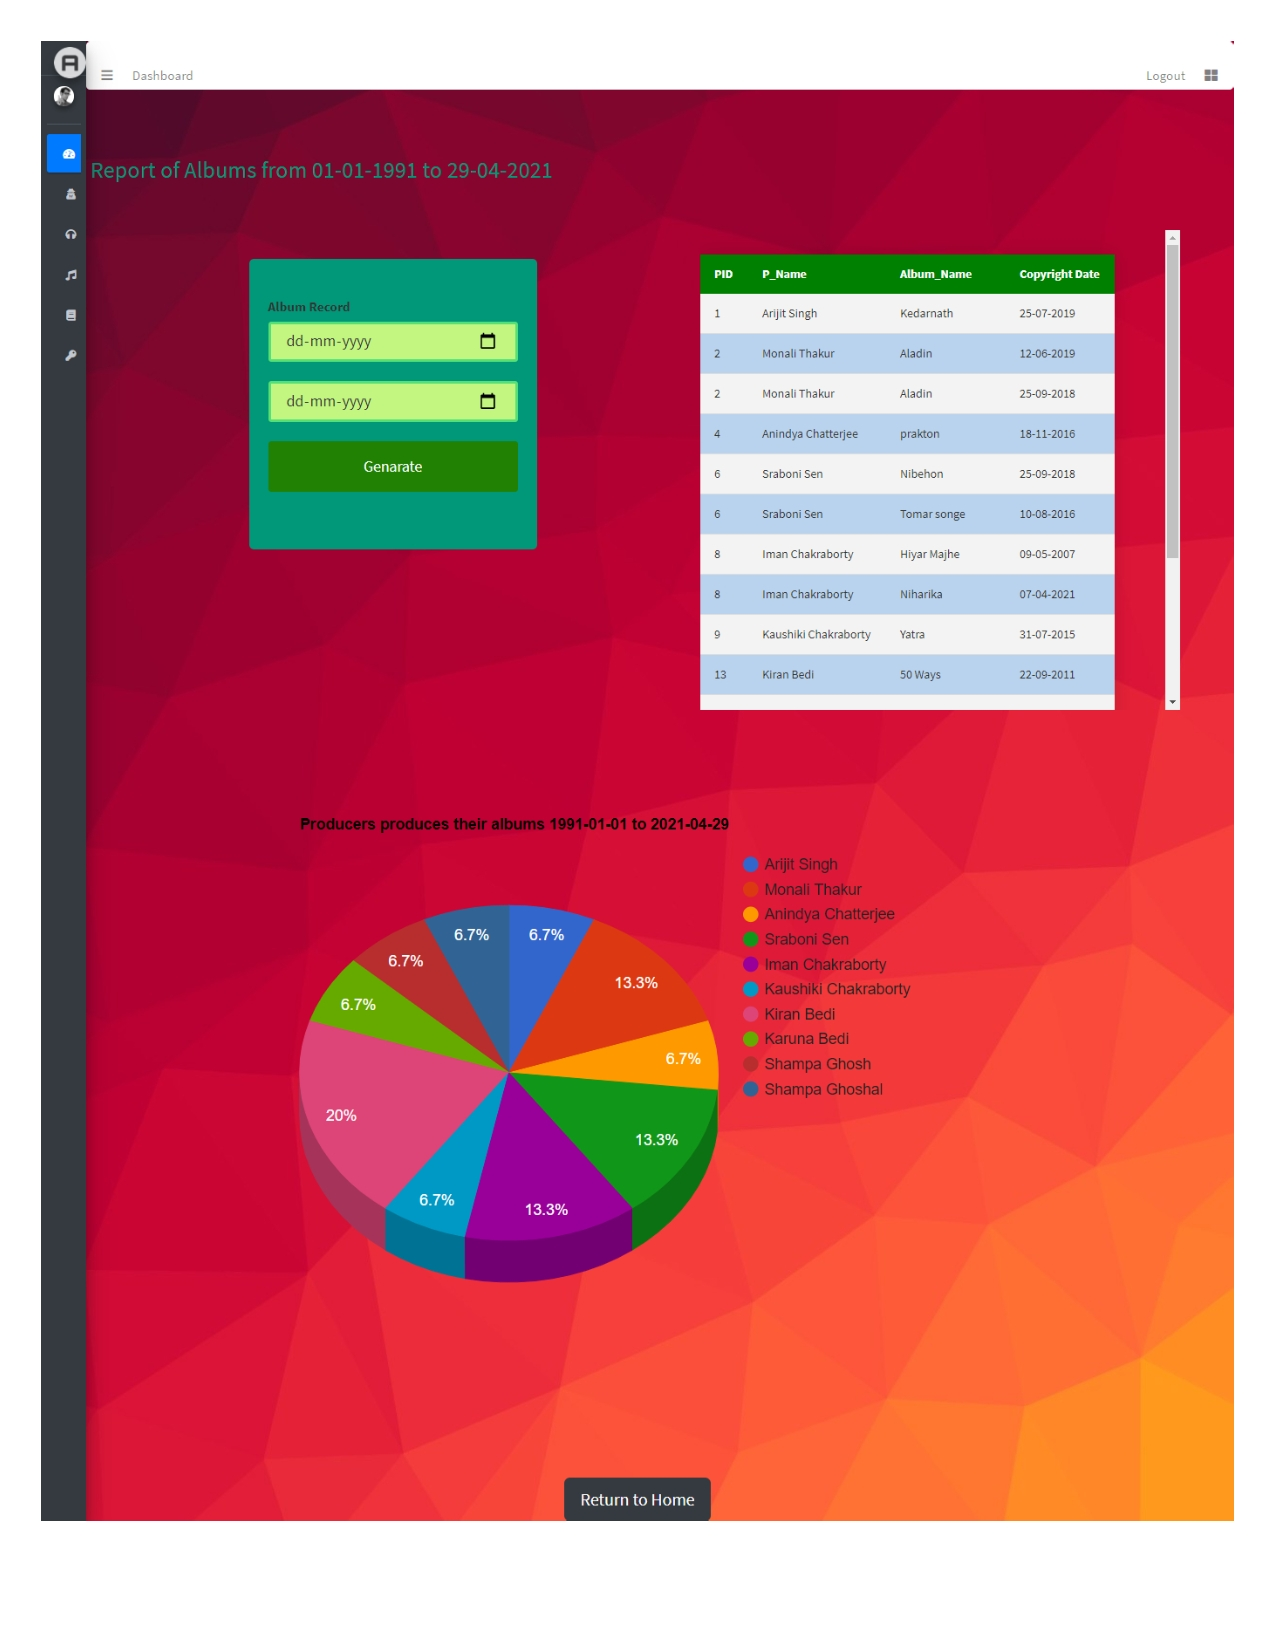 Dashboard
Logout
Report of Albums from 01-01-1991 to 29-04-2021
Album Record
dd-mm-yyyy
dd-mm-yyyy
Genarate
PID P_Name Album_Name Copyright Date
1 Arijit Singh Kedarnath 25-07-2019
2 Monali Thakur Aladin 12-06-2019
2 Monali Thakur Aladin 25-09-2018
4 Anindya Chatterjee prakton 18-11-2016
6 Sraboni Sen Nibehon 25-09-2018
6 Sraboni Sen Tomar songe 10-08-2016
8 Iman Chakraborty Hiyar Majhe 09-05-2007
8 Iman Chakraborty Niharika 07-04-2021
9 Kaushiki Chakraborty Yatra 31-07-2015
13 Kiran Bedi 50 Ways 22-09-2011
Producers produces their albums 1991-01-01 to 2021-04-29
Arijit Singh
Monali Thakur
Anindya Chatterjee
Sraboni Sen
Iman Chakraborty
Kaushiki Chakraborty
Kiran Bedi
Karuna Bedi
Shampa Ghosh
Shampa Ghoshal
6.7%
13.3%
6.7%
13.3%
13.3%
6.7%
20%
6.7%
6.7%
6.7%
Return to Home